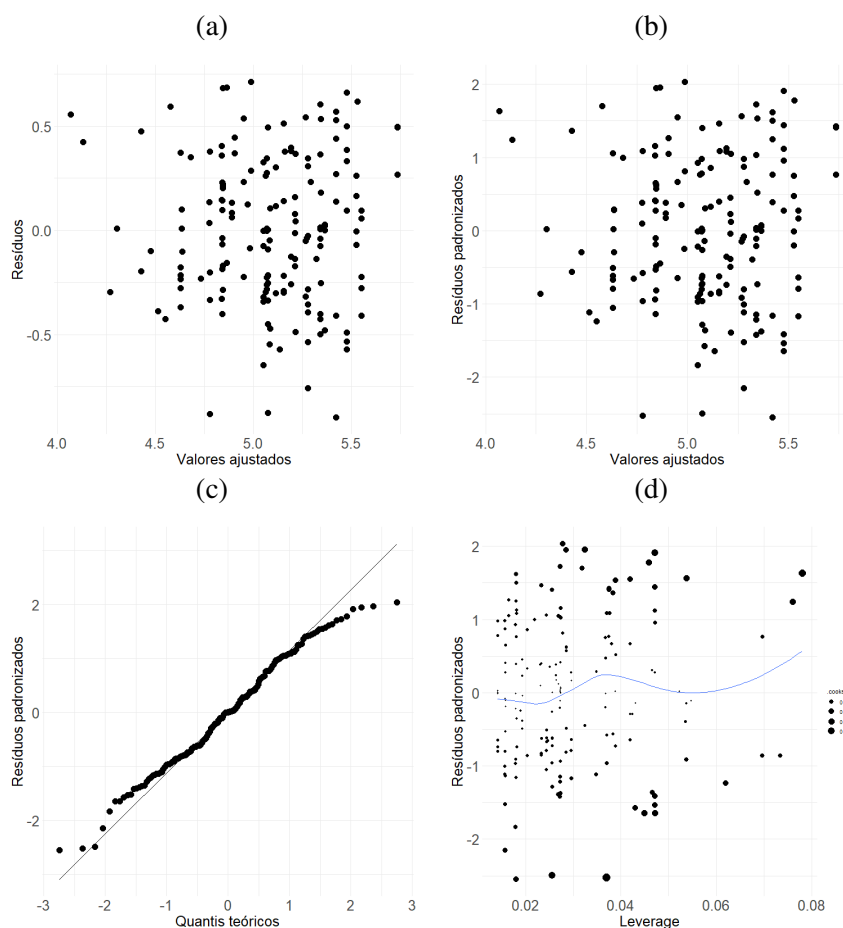 (a)
(b)
0.5
0.0
-0.5
Resíduos
4.0
4.5
5.0
5.5
Valores ajustados
2
1
0
-1
-2
Resíduos padronizados
4.0
4.5
5.0
5.5
Valores ajustados
(c)
(d)
2
0
-2
Resíduos padronizados
-3
-2
-1
0
1
2
3
Quantis teóricos
2
1
0
-1
-2
Resíduos padronizados
0.02
0.04
0.06
0.08
Leverage
.cooks